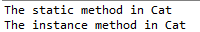 The static method in Cat
The instance method in Cat